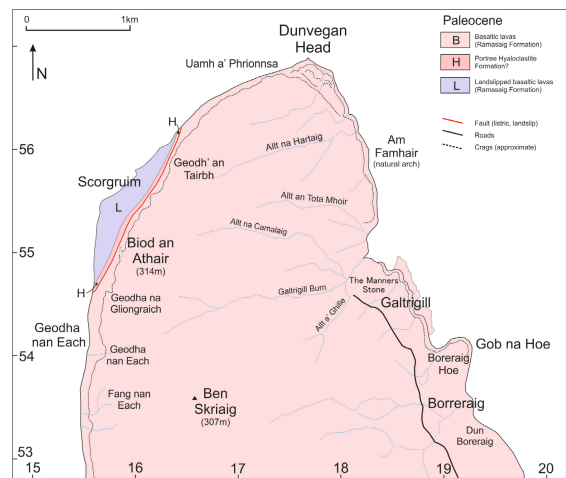 0
1km
N
Dunvegan
Head
Uamh a' Phrionnsa
H
Allt na Hartaig
Am
Famhair
(natural arch)
Geodh' an
Tairbh
Scorgruim
L
Allt an Tota Mhoir
Allt na Camalaig
Biod an
Athair
(314m)
H
Geodha na
Gliongraich
Galtrigill Burn
The Manners
Stone
Galtrigill
Allt a' Ghille
Geodha
nan Each
Gob na Hoe
Geodha
nan Each
Boreraig
Hoe
Fang nan
Each
Ben
Skriaig
(307m)
Borreraig
Dun
Boreraig
56
55
54
53
15
16
17
18
19
20
Paleocene
B Basaltic lavas
(Ramasaig Formation)
H Portree Hyaloclastite
Formation?
L Landslipped basaltic lavas
(Ramasaig Formation)
Fault (listric, landslip)
Roads
Crags (approximate)